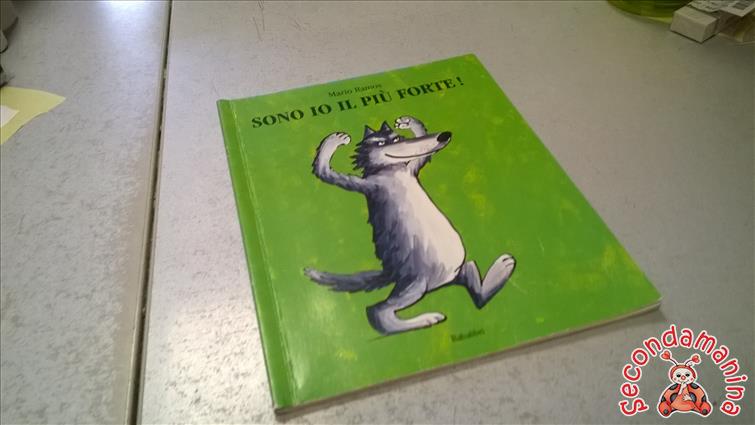 Mario Ramos
SONO IO IL PIÙ FORTE!
Babalibri
Secondamanina